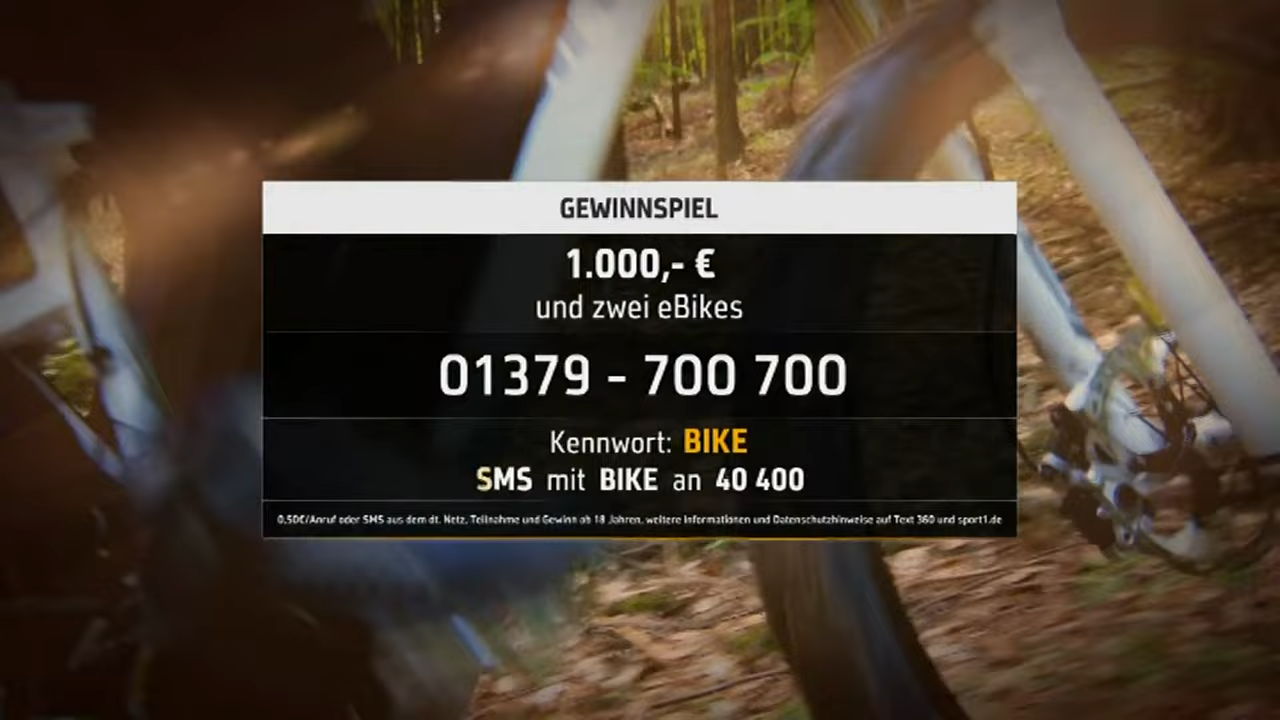 GEWINNSPIEL
1.000,- €
und zwei eBikes
01379 - 700 700
Kennwort: BIKE
SMS mit BIKE an 40 400
0,50€/Anruf oder SMS aus dem dt. Netz, Teilnahme und Gewinn ab 18 Jahren, weitere Informationen und Datenschutzhinweise auf Text 360 und sport1.de